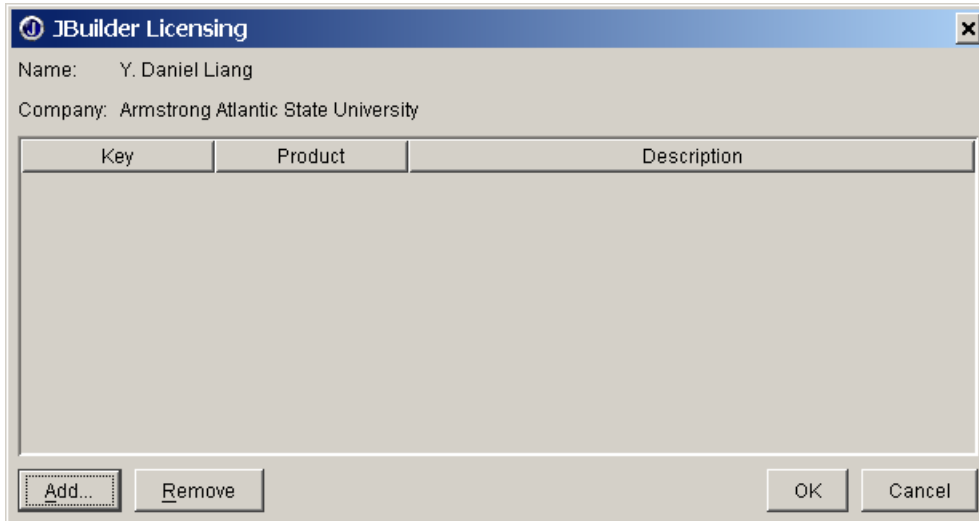 JBuilder Licensing
Name: Y. Daniel Liang
Company: Armstrong Atlantic State University
Key Product Description
Add... Remove OK Cancel